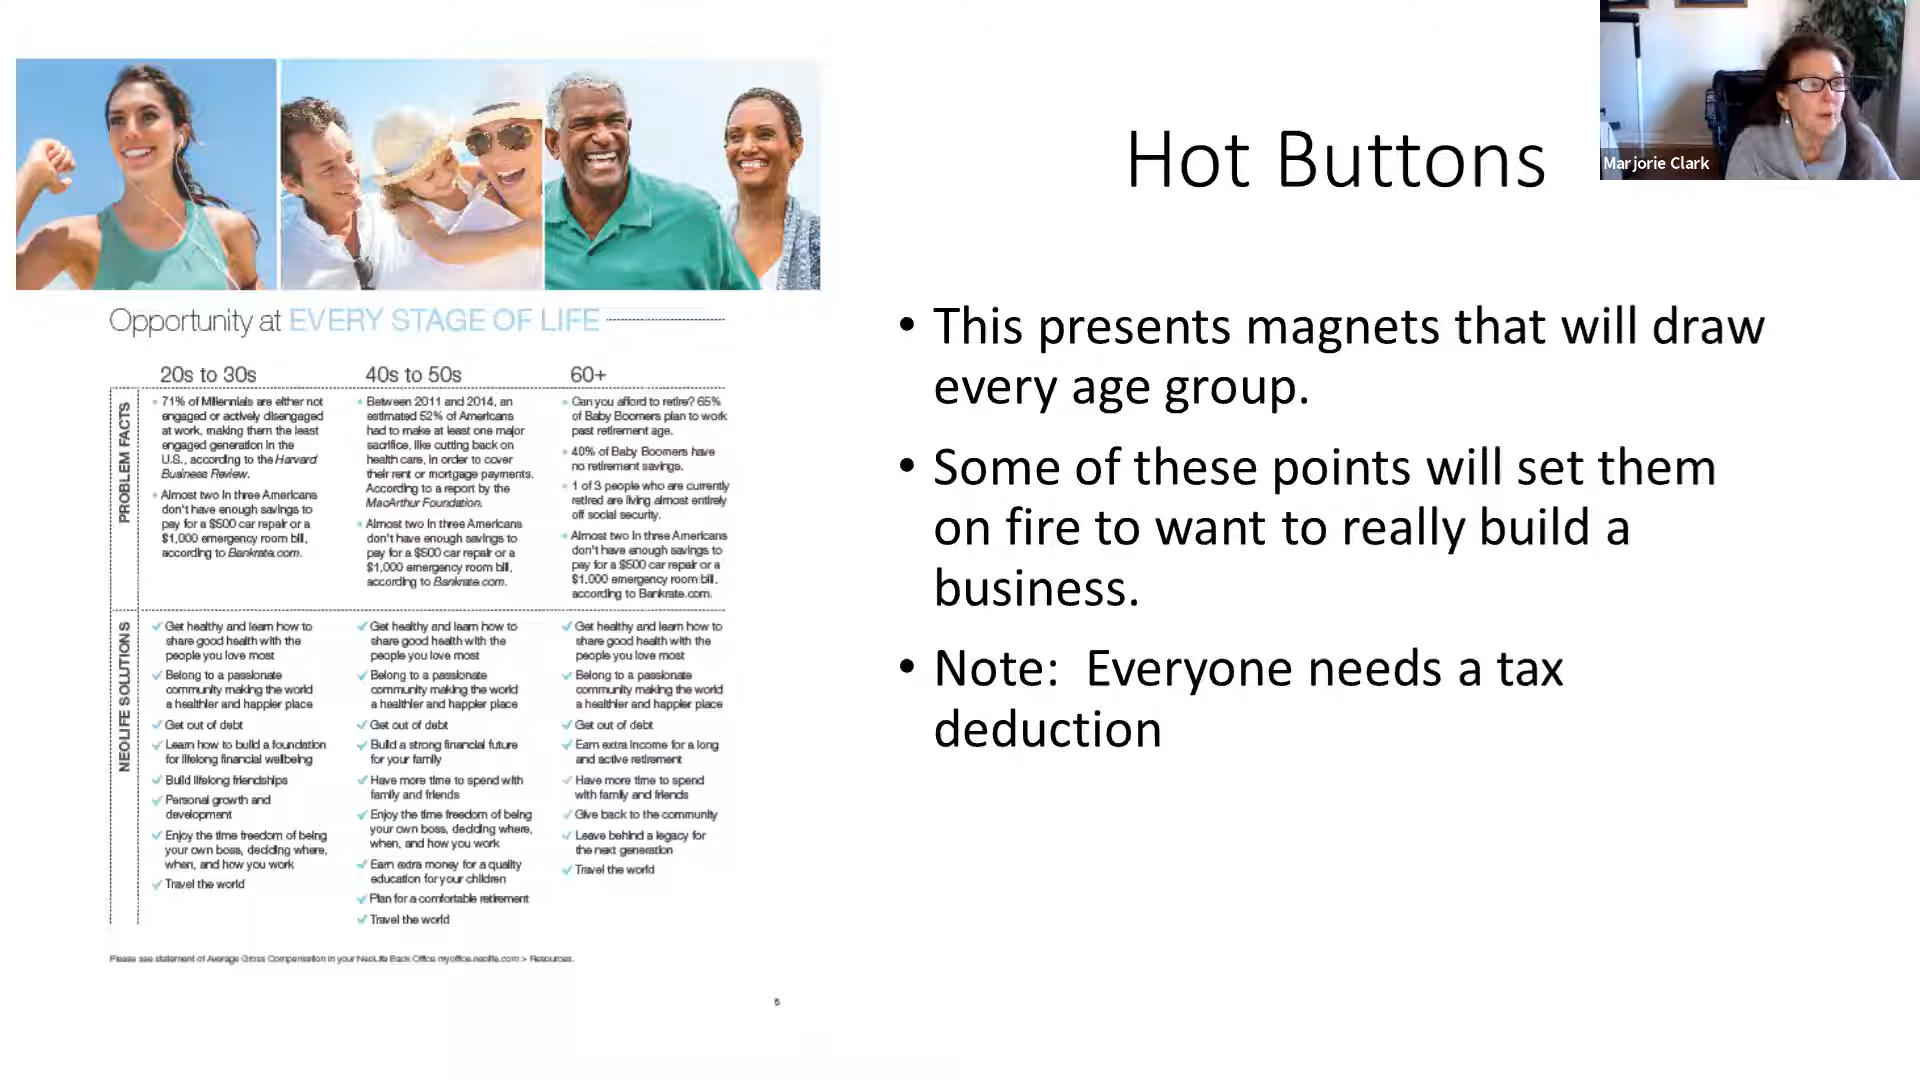 Hot Buttons
Marjorie Clark
Opportunity at EVERY STAGE OF LIFE
20s to 30s
PROBLEM FACTS
71% of Millennials are either not
engaged or actively disengaged
at work, making them the least
engaged generation in the
U.S., according to the Harvard
Business Review.
Almost two in three Americans
don't have enough savings to
pay for a $500 car repair or a
$1,000 emergency room bill,
according to Bankrate.com.
40s to 50s
Between 2011 and 2014, an
estimated 52% of Americans
had to make at least one major
sacrifice, like cutting back on
health care, in order to cover
their rent or mortgage payments.
According to a report by the
MacArthur Foundation.
Almost two in three Americans
don't have enough savings to
pay for a $500 car repair or a
$1,000 emergency room bill,
according to Bankrate.com.
60+
Can you afford to retire? 65%
of Baby Boomers plan to work
past retirement age.
40% of Baby Boomers have
no retirement savings.
1 of 3 people who are currently
retired are living almost entirely
off social security.
Almost two in three Americans
don't have enough savings to
pay for a $500 car repair or a
$1,000 emergency room bill,
according to Bankrate.com.
NEOLIFE SOLUTIONS
Get healthy and learn how to
share good health with the
people you love most
Belong to a passionate
community making the world
a healthier and happier place
Get out of debt
Learn how to build a foundation
for lifelong financial wellbeing
Build lifelong friendships
Personal growth and
development
Enjoy the time freedom of being
your own boss, deciding where,
when, and how you work
Travel the world
Get healthy and learn how to
share good health with the
people you love most
Belong to a passionate
community making the world
a healthier and happier place
Get out of debt
Build a strong financial future
for your family
Have more time to spend with
family and friends
Enjoy the time freedom of being
your own boss, deciding where,
when, and how you work
Earn extra money for a quality
education for your children
Plan for a comfortable retirement
Travel the world
Get healthy and learn how to
share good health with the
people you love most
Belong to a passionate
community making the world
a healthier and happier place
Get out of debt
Earn extra income for a long
and active retirement
Have more time to spend
with family and friends
Give back to the community
Leave behind a legacy for
the next generation
Travel the world
Please see statement of Average Gross Compensation in your NeoLife Back Office myoffice.neolife.com > Resources.
• This presents magnets that will draw
every age group.
• Some of these points will set them
on fire to want to really build a
business.
• Note: Everyone needs a tax
deduction